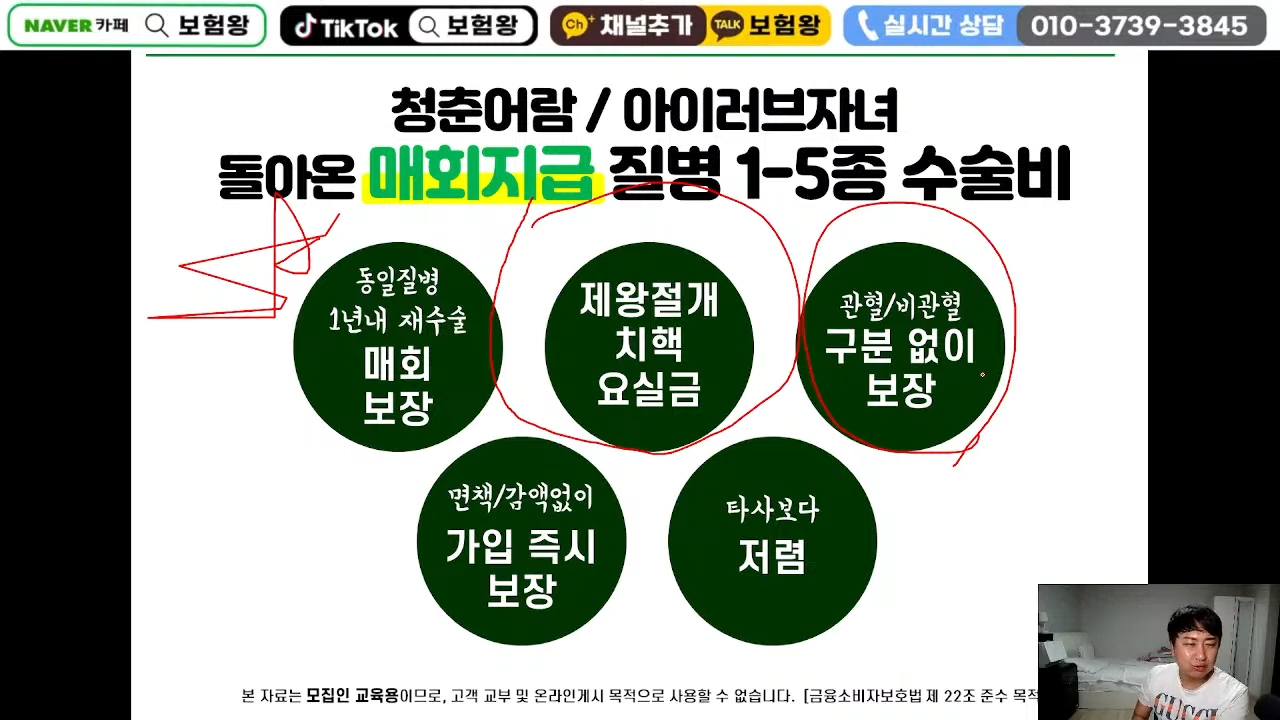 NAVER 카페 보험왕 TikTok 보험왕 Ch+ 채널추가 TALK 보험왕 실시간 상담 010-3739-3845
청춘어람 / 아이러브자녀
돌아온 매회지급 질병 1-5종 수술비
동일질병
1년내 재수술
매회
보장
제왕절개
치핵
요실금
관혈/비관혈
구분 없이
보장
면책/감액없이
가입 즉시
보장
타사보다
저렴
본 자료는 모집인 교육용이므로, 고객 교부 및 온라인게시 목적으로 사용할 수 없습니다. [금융소비자보호법 제 22조 준수 목적
GUCCI